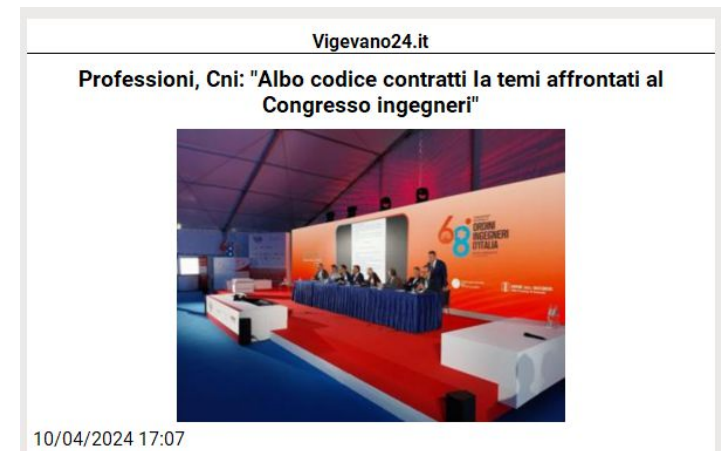 Vigevano24.it
Professioni, Cni: "Albo codice contratti Ia temi affrontati al
Congresso ingegneri"
68°
ORDINI
INGEGNERI
D'ITALIA
10/04/2024 17:07